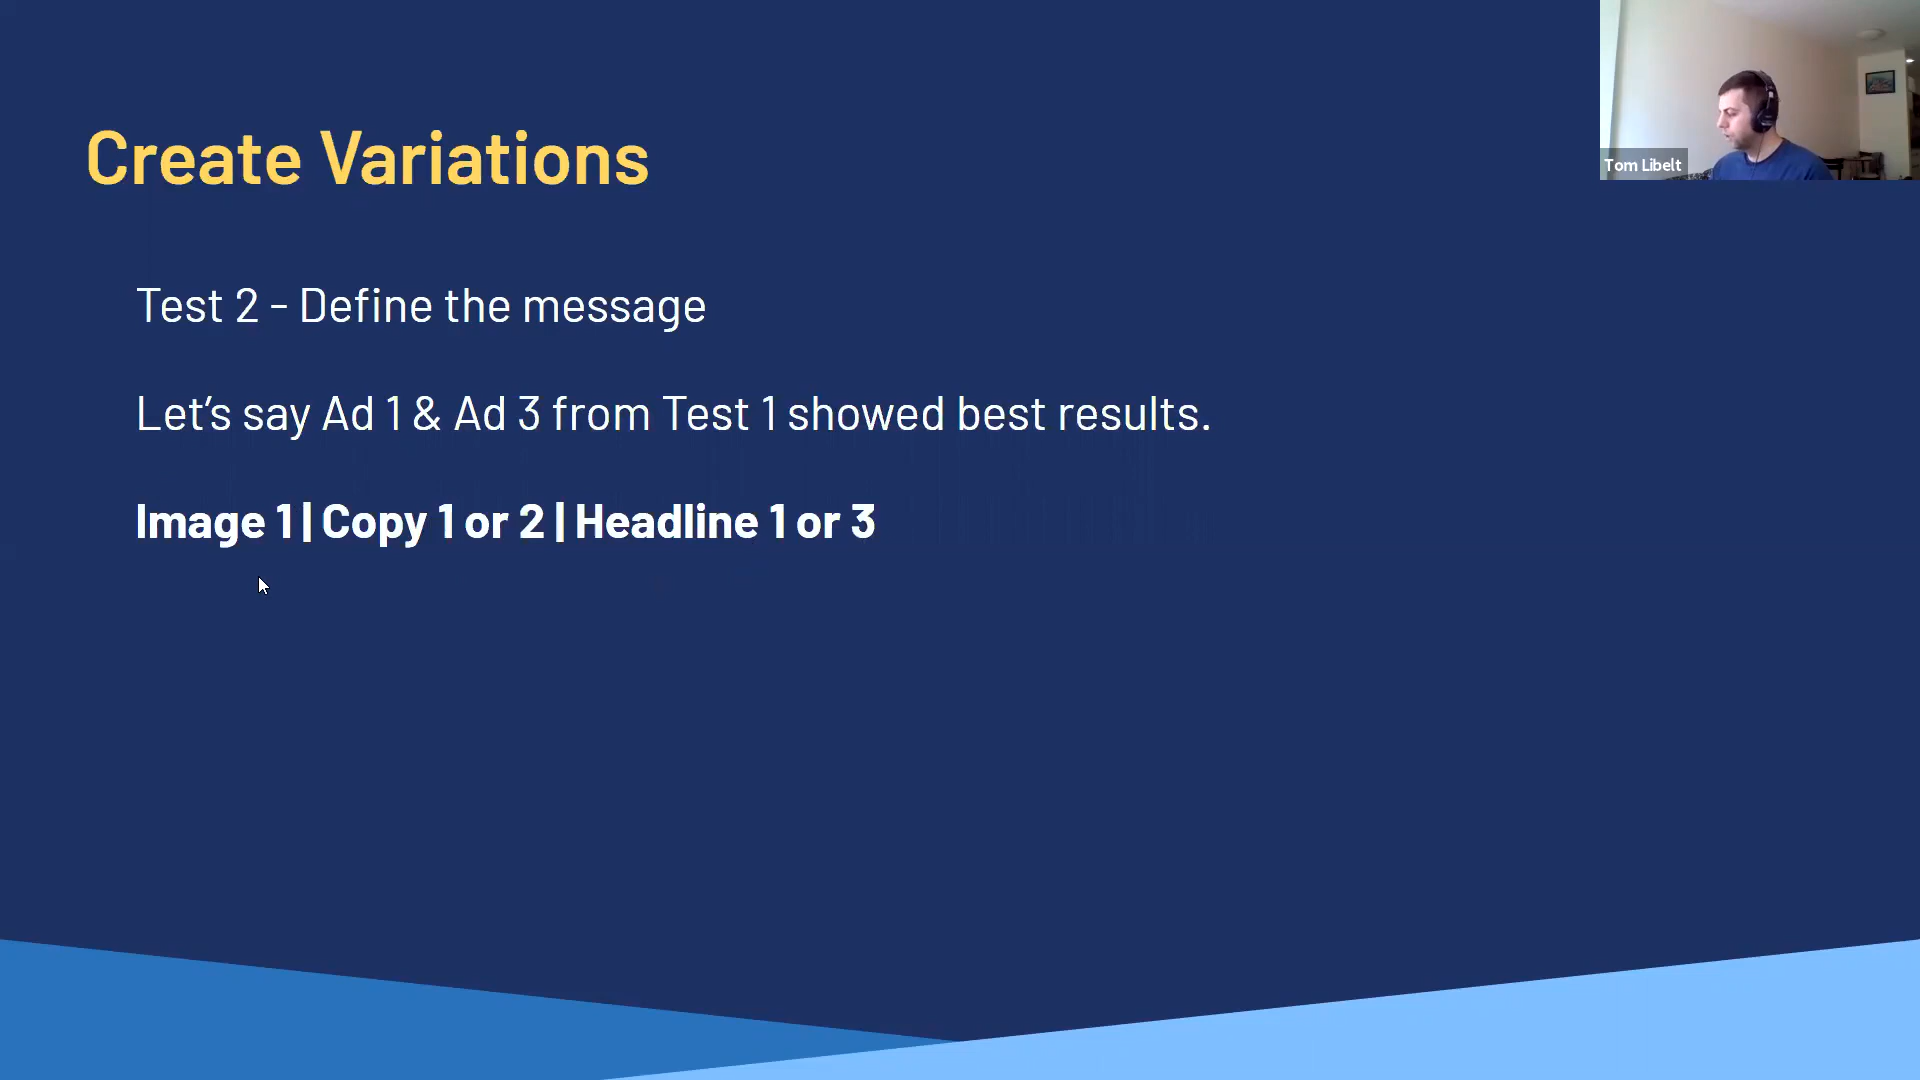 Create Variations
Tom Libelt
Test 2 - Define the message
Let’s say Ad 1 & Ad 3 from Test 1 showed best results.
Image 1 | Copy 1 or 2 | Headline 1 or 3